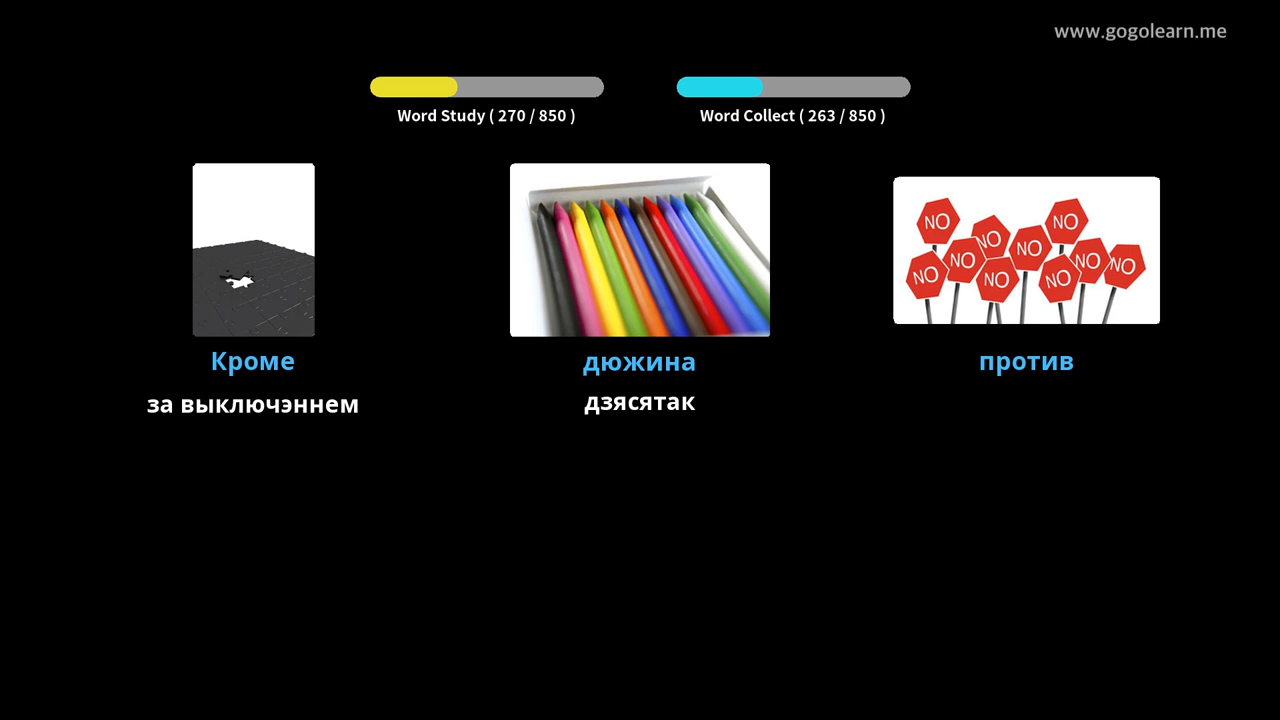 www.gogolearn.me
Word Study ( 270 / 850 )
Word Collect ( 263 / 850 )
NO
NO
NO
NO
NO
NO
NO
NO
NO
NO
Кроме
дюжина
против
за выключэннем
дзясятак